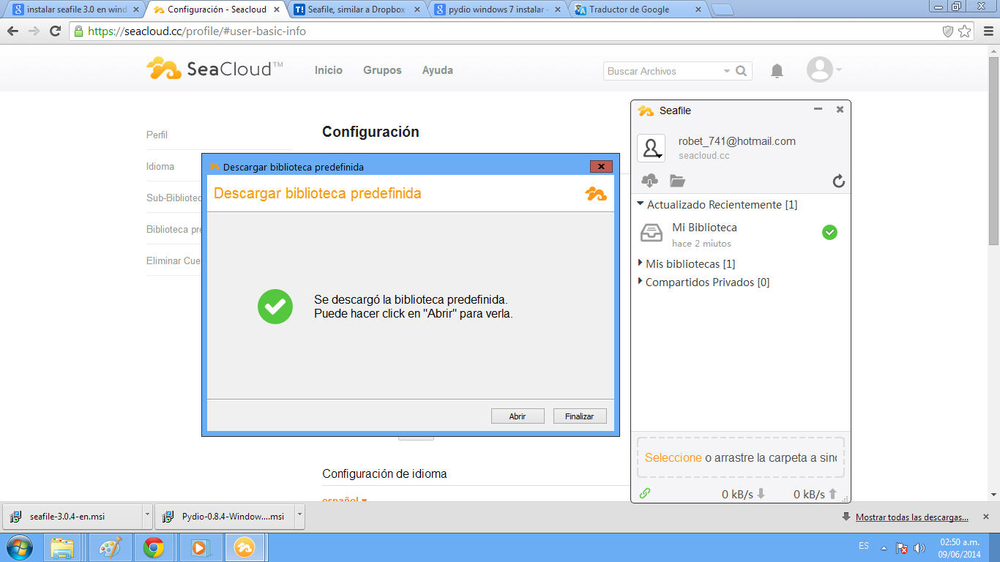 instalar seafile 3.0 en wind
Configuración - Seacloud
Seafile, similar a Dropbox
pydio windows 7 instalar -
Traductor de Google
https://seacloud.cc/profile/#user-basic-info
SeaCloud™
Inicio
Grupos
Ayuda
Buscar Archivos
Perfil
Idioma
Sub-Bibliotec
Biblioteca pre
Eliminar Cue
Configuración
Descargar biblioteca predefinida
Descargar biblioteca predefinida
Se descargó la biblioteca predefinida.
Puede hacer click en "Abrir" para verla.
Abrir
Finalizar
Configuración de idioma
español
Seafile
robet_741@hotmail.com
seacloud.cc
Actualizado Recientemente [1]
Mi Biblioteca
hace 2 miutos
Mis bibliotecas [1]
Compartidos Privados [0]
Seleccione o arrastre la carpeta a sinc
0 kB/s
0 kB/s
seafile-3.0.4-en.msi
Pydio-0.8.4-Window....msi
Mostrar todas las descargas...
ES
02:50 a.m.
09/06/2014